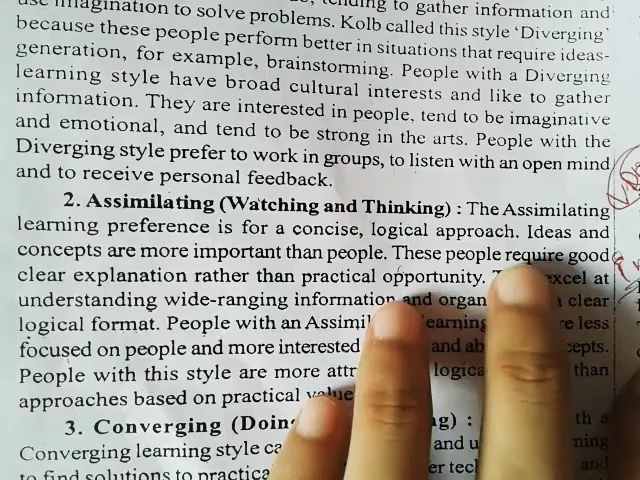 use imagination to solve problems. Kolb called this style 'Diverging'
tending to gather information and
because these people perform better in situations that require ideas-
generation, for example, brainstorming. People with a Diverging
learning style have broad cultural interests and like to gather
information. They are interested in people, tend to be imaginative
and emotional, and tend to be strong in the arts. People with the
Diverging style prefer to work in groups, to listen with an open mind
and to receive personal feedback.
2. Assimilating (Watching and Thinking) : The Assimilating
learning preference is for a concise, logical approach. Ideas and
concepts are more important than people. These people require good
clear explanation rather than practical opportunity. excel at
understanding wide-ranging information and clear
logical format. People with an less
focused on people and more interested and
People with this style are more than
approaches based on practical value
3. Converging
Converging learning style and
to find solutions to and